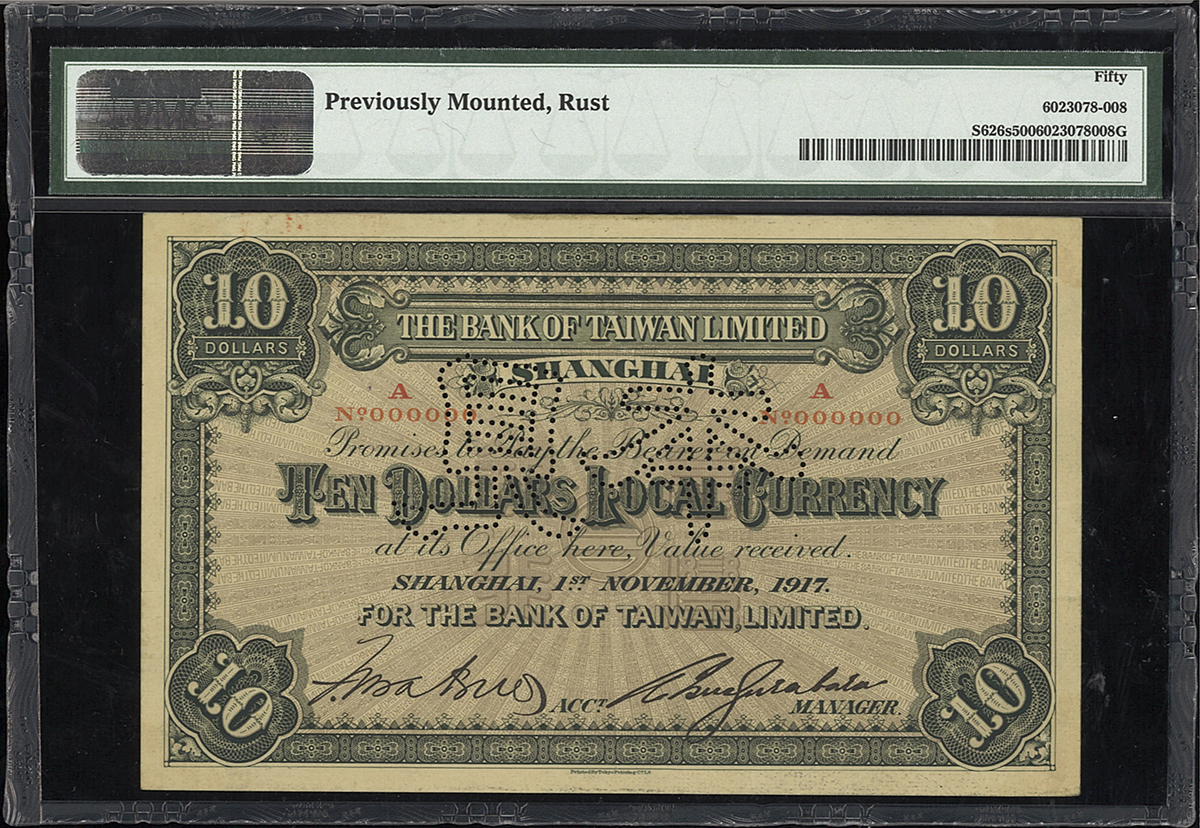 Fifty
Previously Mounted, Rust
6023078-008
S626s5006023078008G
10 10
DOLLARS DOLLARS
THE BANK OF TAIWAN LIMITED
SHANGHAI
A A
Nº000000 Nº000000
Promises to Pay the Bearer on Demand
TEN DOLLARS LOCAL CURRENCY
at its Office here, Value received.
SHANGHAI, 1ST NOVEMBER, 1917.
FOR THE BANK OF TAIWAN, LIMITED.
ACCT. MANAGER.
10 10